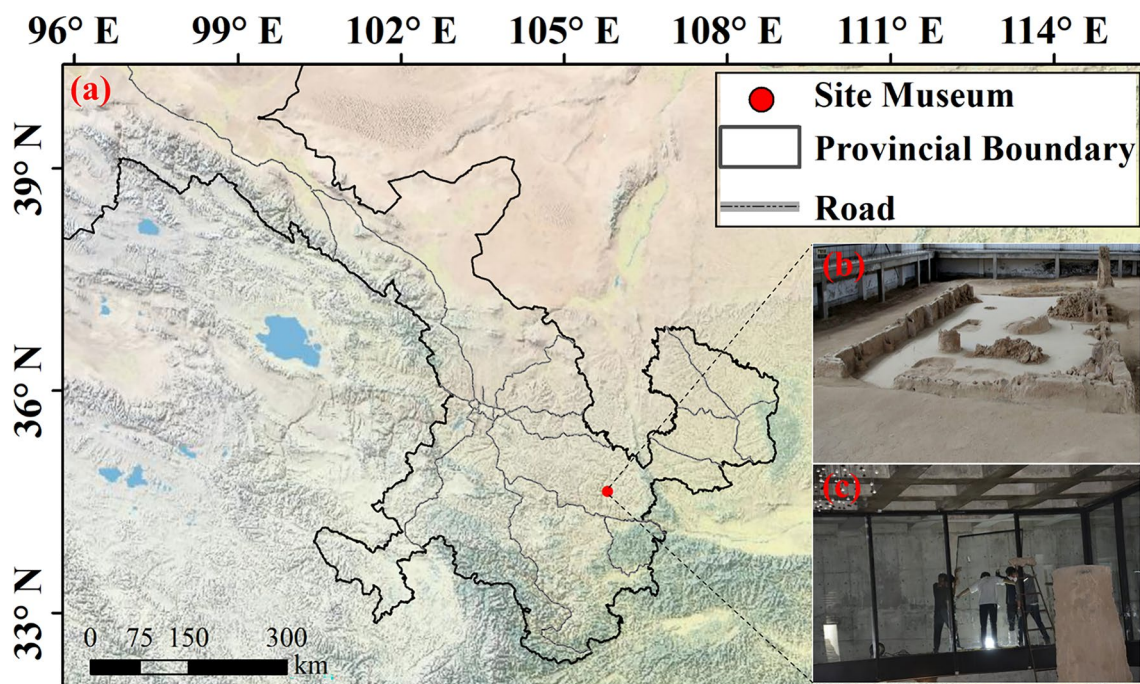 96° E 99° E 102° E 105° E 108° E 111° E 114° E
(a)
Site Museum
Provincial Boundary
Road
39° N
36° N
33° N
(b)
(c)
0 75 150 300
km